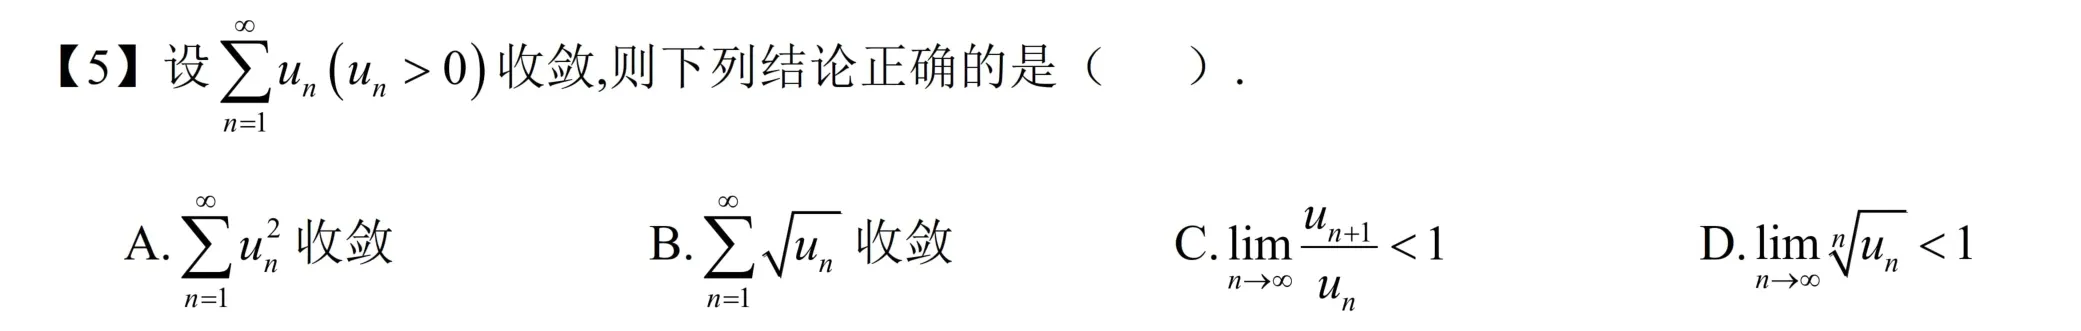 【5】设 $\sum_{n=1}^{\infty} u_n (u_n > 0)$ 收敛,则下列结论正确的是（　　）.
A. $\sum_{n=1}^{\infty} u_n^2$ 收敛　B. $\sum_{n=1}^{\infty} \sqrt{u_n}$ 收敛　C. $\lim_{n \to \infty} \frac{u_{n+1}}{u_n} < 1$　D. $\lim_{n \to \infty} \sqrt[n]{u_n} < 1$